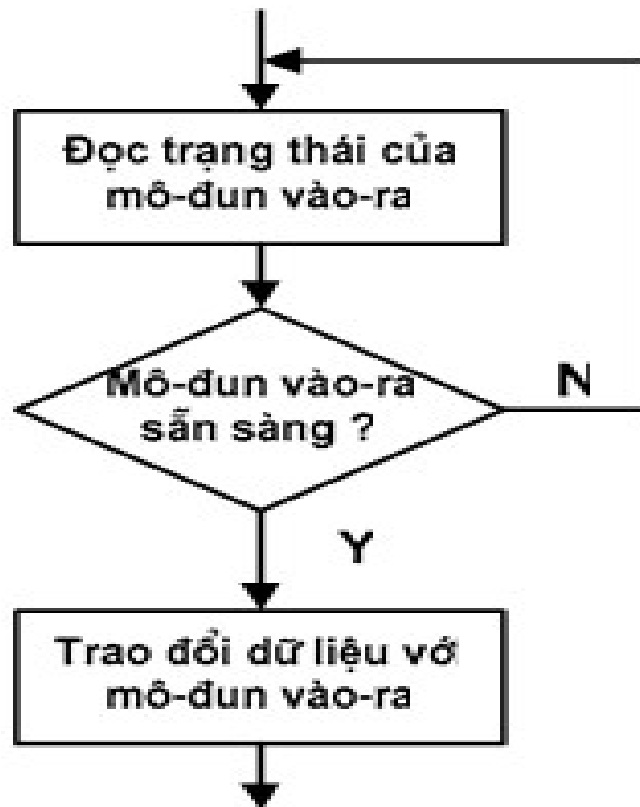 Đọc trạng thái của
mô-đun vào-ra
Mô-đun vào-ra
sẵn sàng ?
N
Y
Trao đổi dữ liệu với
mô-đun vào-ra